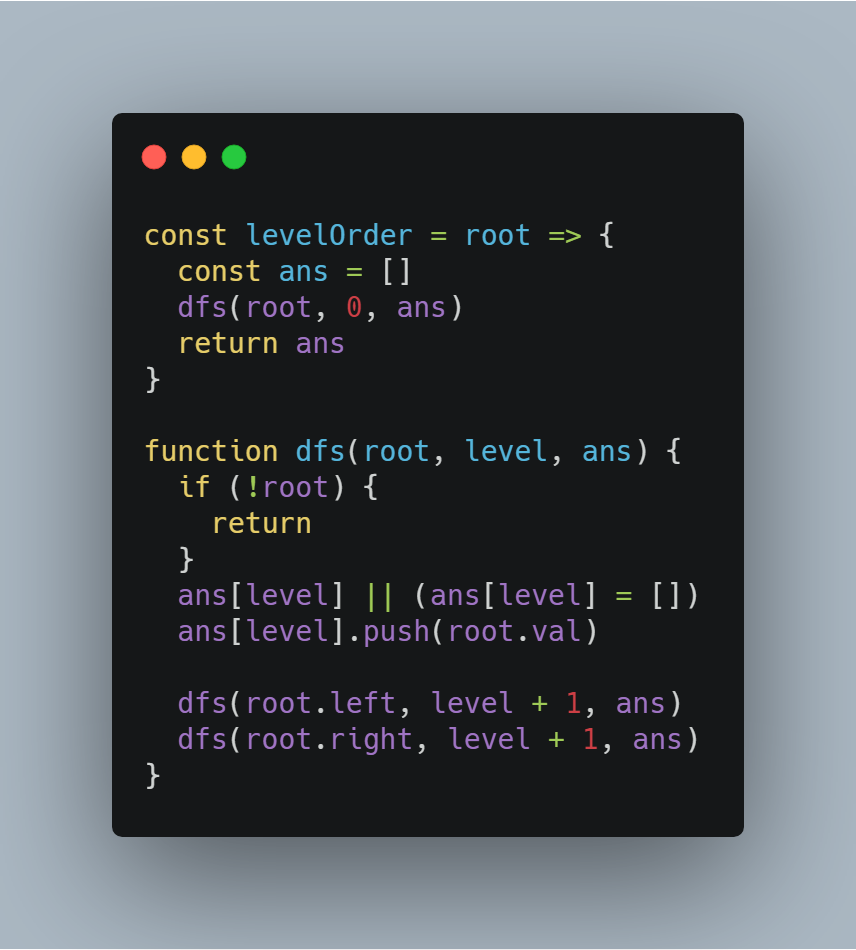 const levelOrder = root => {
  const ans = []
  dfs(root, 0, ans)
  return ans
}

function dfs(root, level, ans) {
  if (!root) {
    return
  }
  ans[level] || (ans[level] = [])
  ans[level].push(root.val)

  dfs(root.left, level + 1, ans)
  dfs(root.right, level + 1, ans)
}